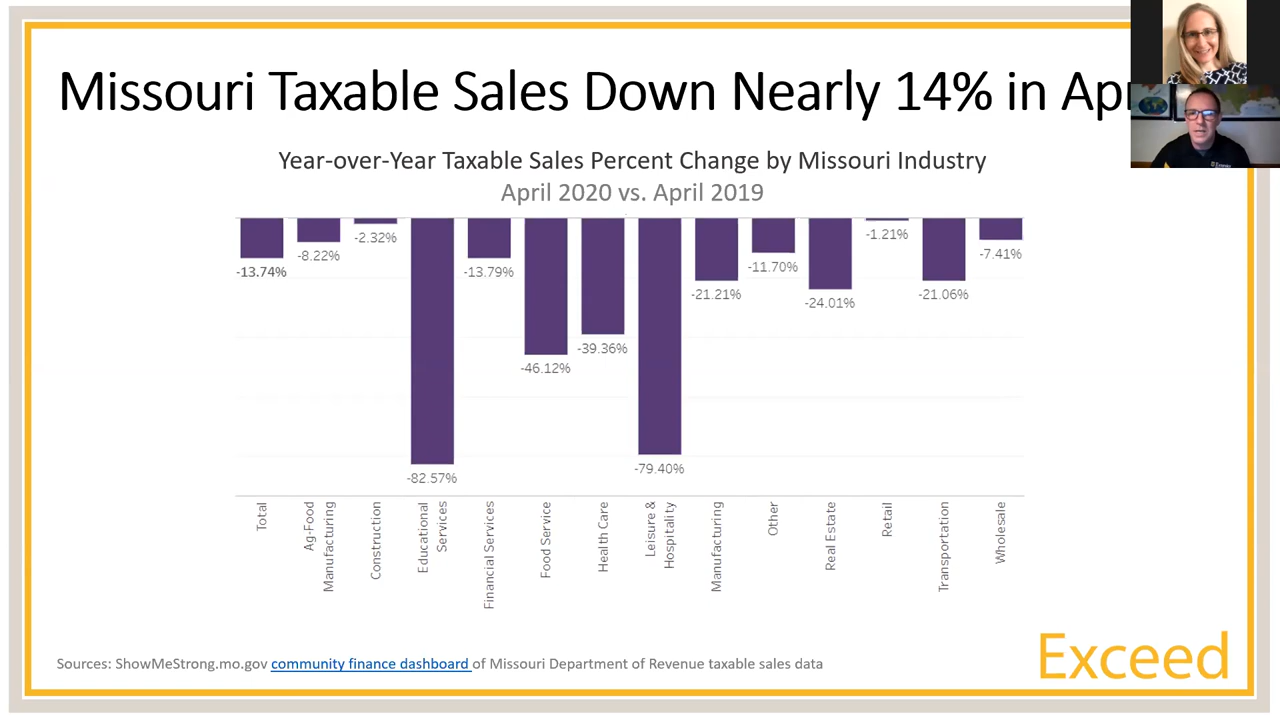 Missouri Taxable Sales Down Nearly 14% in Apr
Year-over-Year Taxable Sales Percent Change by Missouri Industry
April 2020 vs. April 2019
-13.74%
-8.22%
-2.32%
-82.57%
-13.79%
-46.12%
-39.36%
-79.40%
-21.21%
-11.70%
-24.01%
-1.21%
-21.06%
-7.41%
Total
Ag-Food
Manufacturing
Construction
Educational
Services
Financial Services
Food Service
Health Care
Leisure &
Hospitality
Manufacturing
Other
Real Estate
Retail
Transportation
Wholesale
Sources: ShowMeStrong.mo.gov community finance dashboard of Missouri Department of Revenue taxable sales data
Exceed